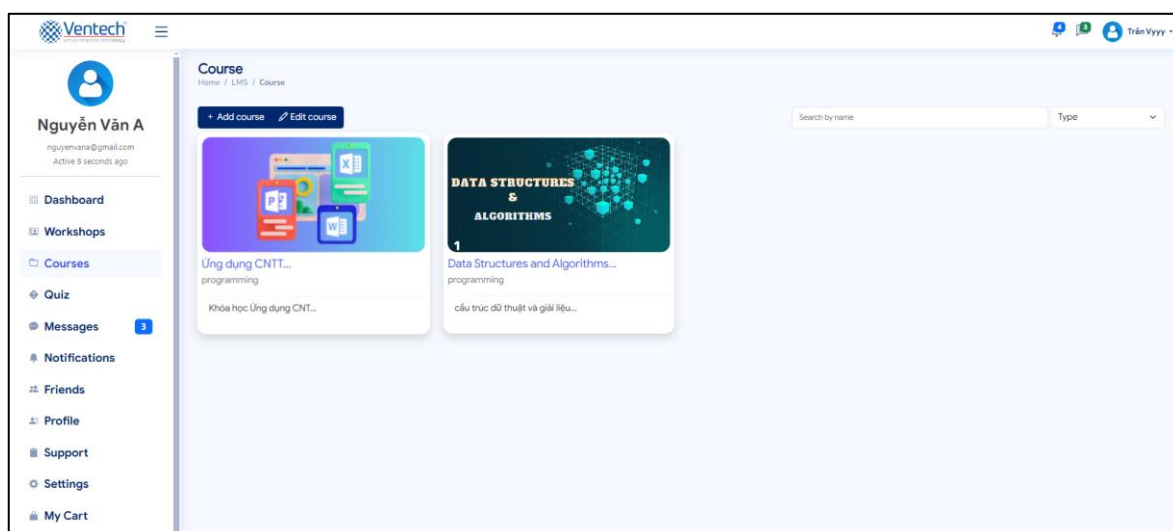 Ventech
4
3
Trần Vyyy
Course
Home / LMS / Course
Nguyễn Văn A
nguyenvana@gmail.com
Active 8 seconds ago
+ Add course Edit course
Search by name
Type
Dashboard
Workshops
Courses
Quiz
Messages 3
Notifications
Friends
Profile
Support
Settings
My Cart
X
P
W
Ứng dụng CNTT...
programming
Khóa học Ứng dụng CNT...
DATA STRUCTURES
&
ALGORITHMS
1
Data Structures and Algorithms...
programming
cấu trúc dữ thuật và giải liệu...